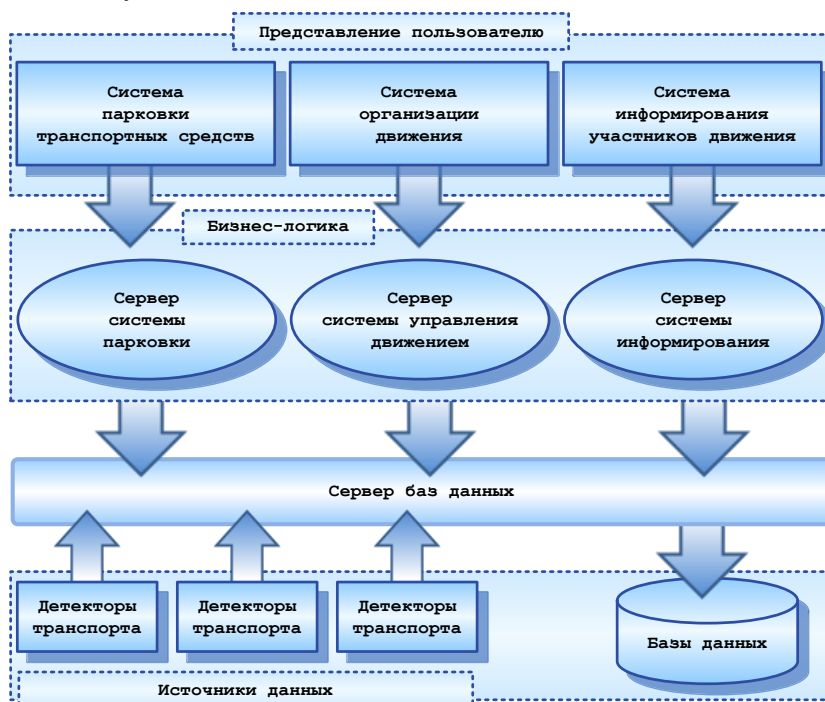 Представление пользователю
Система
парковки
транспортных средств
Система
организации
движения
Система
информирования
участников движения
Бизнес-логика
Сервер
системы
парковки
Сервер
системы управления
движением
Сервер
системы
информирования
Сервер баз данных
Детекторы
транспорта
Детекторы
транспорта
Детекторы
транспорта
Базы данных
Источники данных